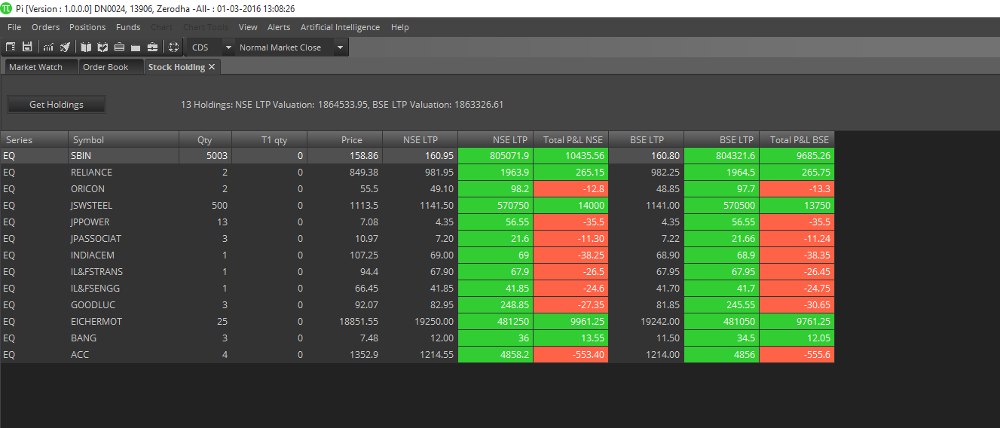 Pi [Version : 1.0.0.0] DN0024, 13906, Zerodha -All- : 01-03-2016 13:08:26
File Orders Positions Funds Chart Chart Tools View Alerts Artificial Intelligence Help
CDS Normal Market Close
Market Watch Order Book Stock Holding
Get Holdings 13 Holdings: NSE LTP Valuation: 1864533.95, BSE LTP Valuation: 1863326.61
Series Symbol Qty T1 qty Price NSE LTP NSE LTP Total P&L NSE BSE LTP BSE LTP Total P&L BSE
EQ SBIN 5003 0 158.86 160.95 805071.9 10435.56 160.80 804321.6 9685.26
EQ RELIANCE 2 0 849.38 981.95 1963.9 265.15 982.25 1964.5 265.75
EQ ORICON 2 0 55.5 49.10 98.2 -12.8 48.85 97.7 -13.3
EQ JSWSTEEL 500 0 1113.5 1141.50 570750 14000 1141.00 570500 13750
EQ JPPOWER 13 0 7.08 4.35 56.55 -35.5 4.35 56.55 -35.5
EQ JPASSOCIAT 3 0 10.97 7.20 21.6 -11.30 7.22 21.66 -11.24
EQ INDIACEM 1 0 107.25 69.00 69 -38.25 68.90 68.9 -38.35
EQ IL&FSTRANS 1 0 94.4 67.90 67.9 -26.5 67.95 67.95 -26.45
EQ IL&FSENGG 1 0 66.45 41.85 41.85 -24.6 41.70 41.7 -24.75
EQ GOODLUC 3 0 92.07 82.95 248.85 -27.35 81.85 245.55 -30.65
EQ EICHERMOT 25 0 18851.55 19250.00 481250 9961.25 19242.00 481050 9761.25
EQ BANG 3 0 7.48 12.00 36 13.55 11.50 34.5 12.05
EQ ACC 4 0 1352.9 1214.55 4858.2 -553.40 1214.00 4856 -555.6